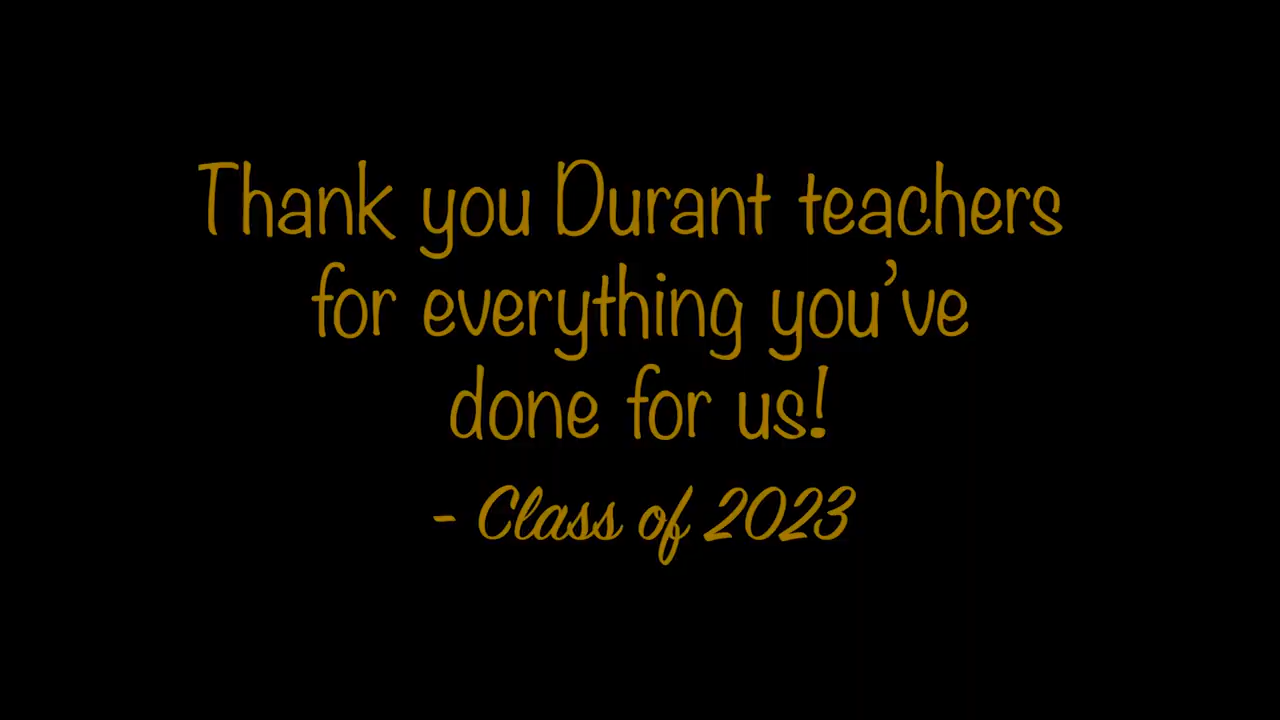 Thank you Durant teachers
for everything you’ve
done for us!
- Class of 2023